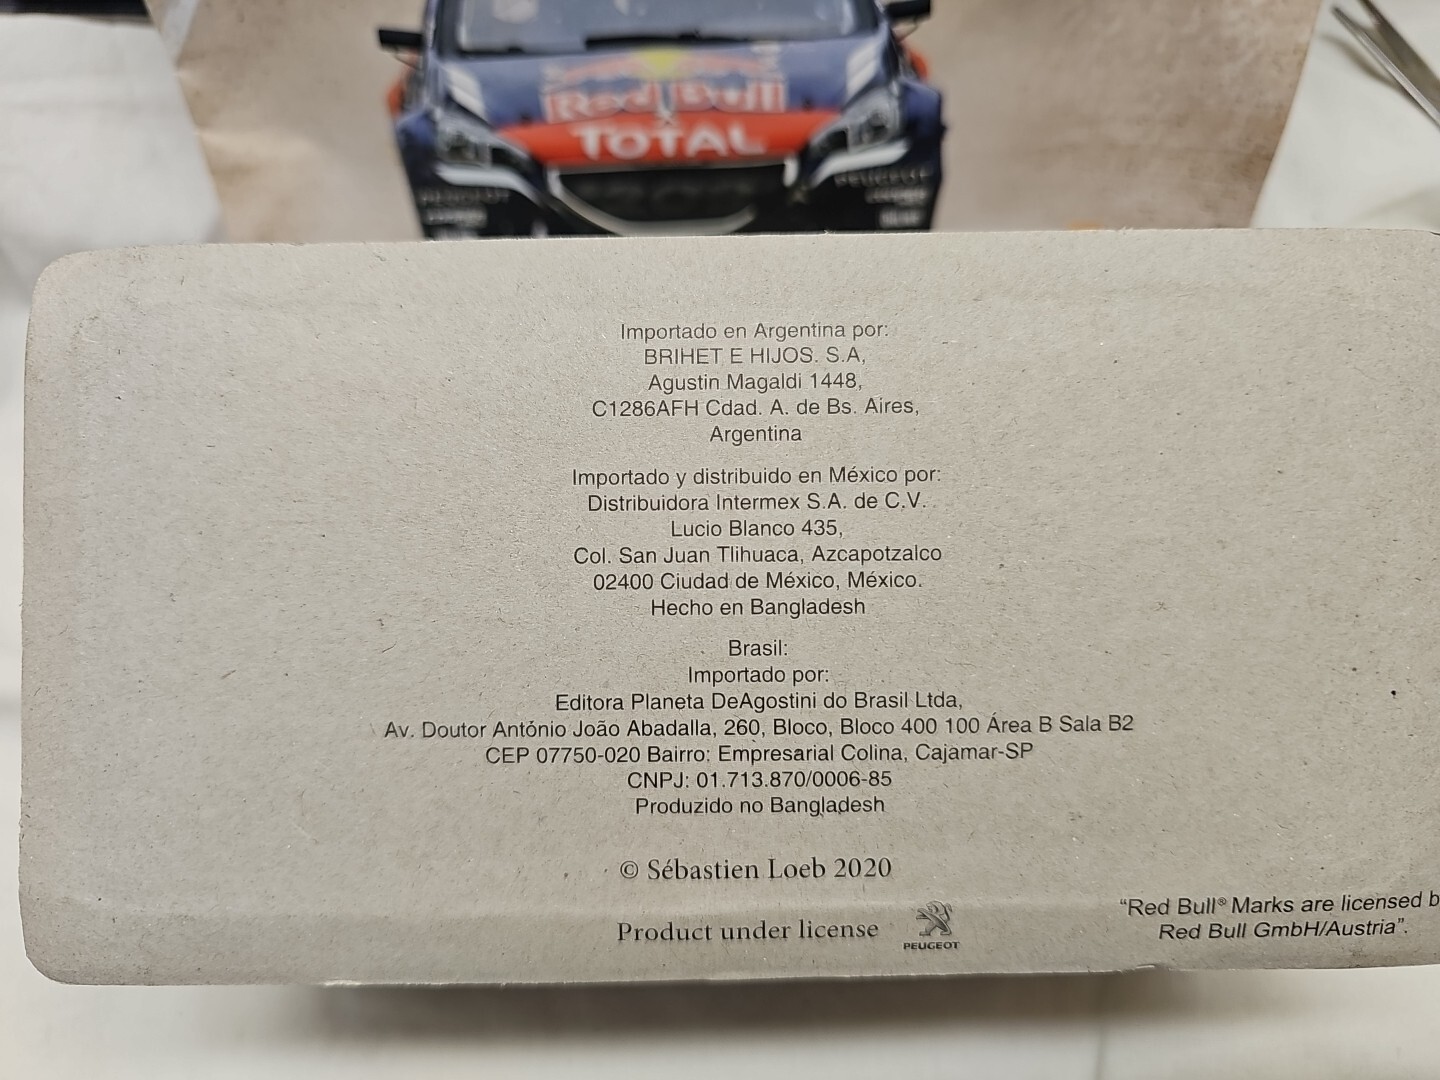 Red Bull
TOTAL
PEUGEOT
PEUGEOT
Importado en Argentina por:
BRIHET E HIJOS. S.A,
Agustin Magaldi 1448,
C1286AFH Cdad. A. de Bs. Aires,
Argentina
Importado y distribuido en México por:
Distribuidora Intermex S.A. de C.V.
Lucio Blanco 435,
Col. San Juan Tlihuaca, Azcapotzalco
02400 Ciudad de México, México.
Hecho en Bangladesh
Brasil:
Importado por:
Editora Planeta DeAgostini do Brasil Ltda,
Av. Doutor Antônio João Abadalla, 260, Bloco, Bloco 400 100 Área B Sala B2
CEP 07750-020 Bairro: Empresarial Colina, Cajamar-SP
CNPJ: 01.713.870/0006-85
Produzido no Bangladesh
© Sébastien Loeb 2020
Product under license
PEUGEOT
“Red Bull® Marks are licensed b
Red Bull GmbH/Austria”.